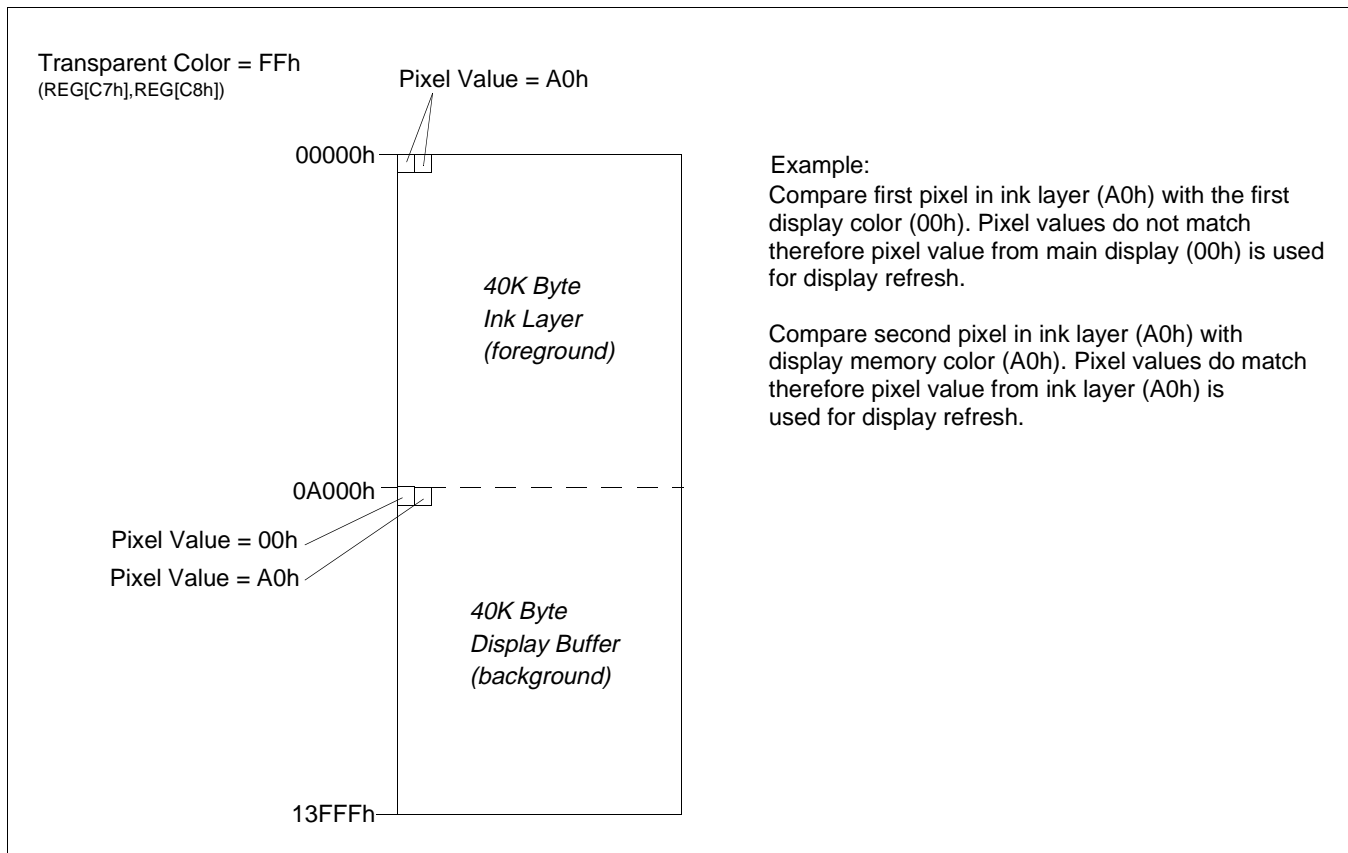 Transparent Color = FFh
(REG[C7h],REG[C8h])
Pixel Value = A0h
00000h
Example:
Compare first pixel in ink layer (A0h) with the first
display color (00h). Pixel values do not match
therefore pixel value from main display (00h) is used
for display refresh.
40K Byte
Ink Layer
(foreground)
Compare second pixel in ink layer (A0h) with
display memory color (A0h). Pixel values do match
therefore pixel value from ink layer (A0h) is
used for display refresh.
0A000h
Pixel Value = 00h
Pixel Value = A0h
40K Byte
Display Buffer
(background)
13FFFh